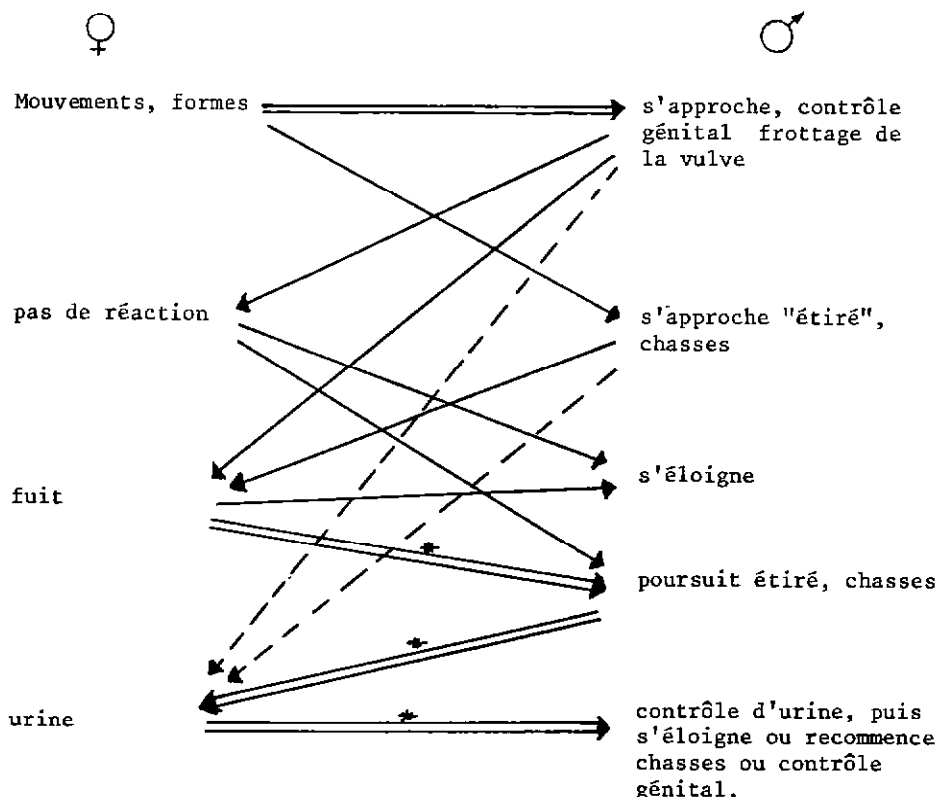 ♀
♂
Mouvements, formes
s'approche, contrôle
génital frottage de
la vulve
pas de réaction
s'approche "étiré",
chasses
s'éloigne
fuit
poursuit étiré, chasses
urine
contrôle d'urine, puis
s'éloigne ou recommence
chasses ou contrôle
génital.